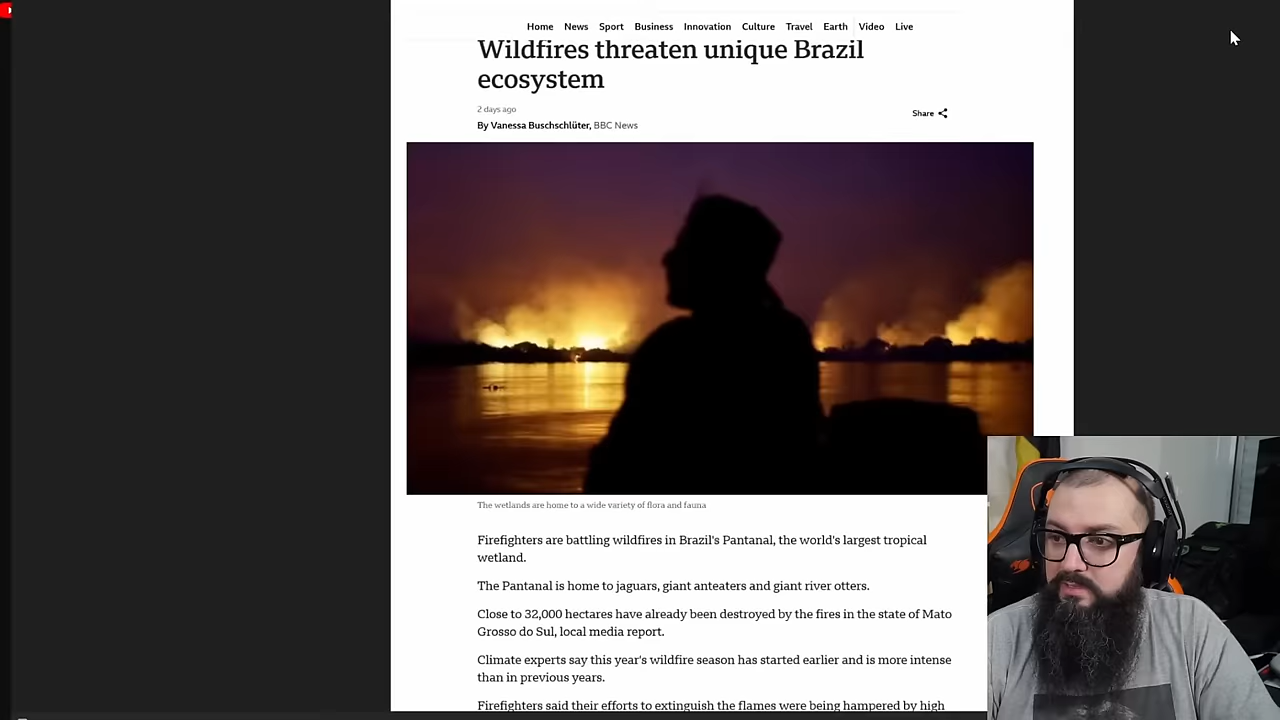 Home News Sport Business Innovation Culture Travel Earth Video Live
Wildfires threaten unique Brazil
ecosystem
2 days ago
Share
By Vanessa Buschschlüter, BBC News
The wetlands are home to a wide variety of flora and fauna
Firefighters are battling wildfires in Brazil's Pantanal, the world's largest tropical
wetland.
The Pantanal is home to jaguars, giant anteaters and giant river otters.
Close to 32,000 hectares have already been destroyed by the fires in the state of Mato
Grosso do Sul, local media report.
Climate experts say this year's wildfire season has started earlier and is more intense
than in previous years.
Firefighters said their efforts to extinguish the flames were being hampered by high